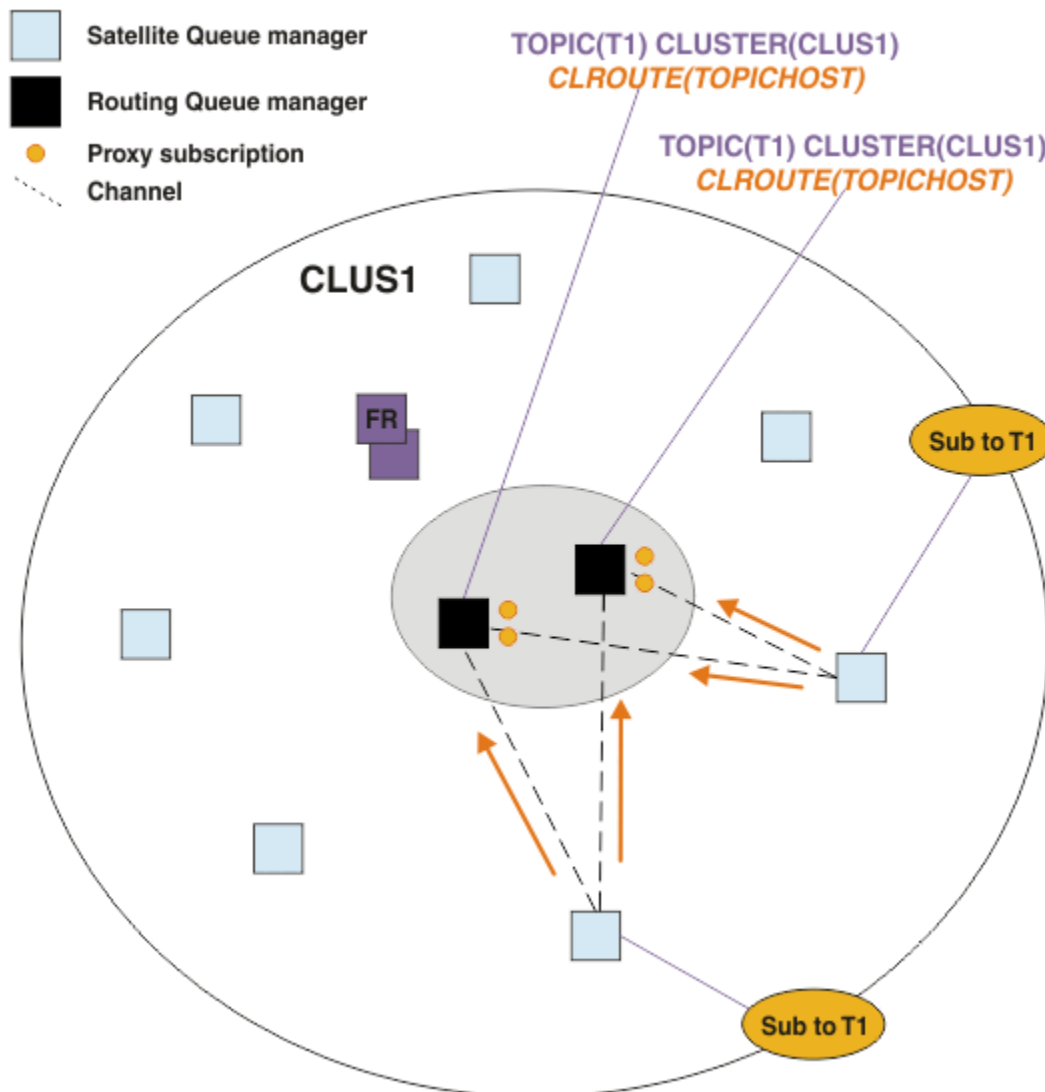 Satellite Queue manager
Routing Queue manager
Proxy subscription
Channel
TOPIC(T1) CLUSTER(CLUS1)
CLROUTE(TOPICHOST)
TOPIC(T1) CLUSTER(CLUS1)
CLROUTE(TOPICHOST)
CLUS1
FR
Sub to T1
Sub to T1